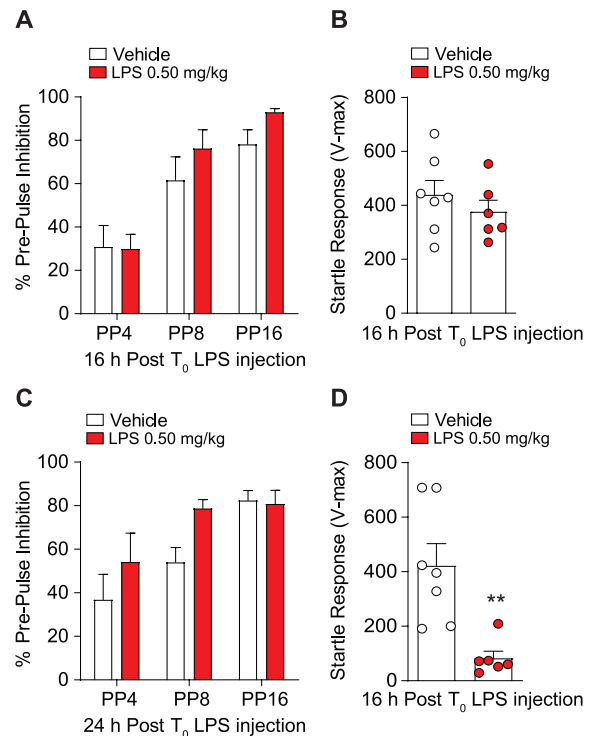 A
Vehicle
LPS 0.50 mg/kg
% Pre-Pulse Inhibition
100
80
60
40
20
0
PP4 PP8 PP16
16 h Post T0 LPS injection
B
Vehicle
LPS 0.50 mg/kg
Startle Response (V-max)
800
600
400
200
0
16 h Post T0 LPS injection
C
Vehicle
LPS 0.50 mg/kg
% Pre-Pulse Inhibition
100
80
60
40
20
0
PP4 PP8 PP16
24 h Post T0 LPS injection
D
Vehicle
LPS 0.50 mg/kg
Startle Response (V-max)
800
600
400
200
0
**
16 h Post T0 LPS injection